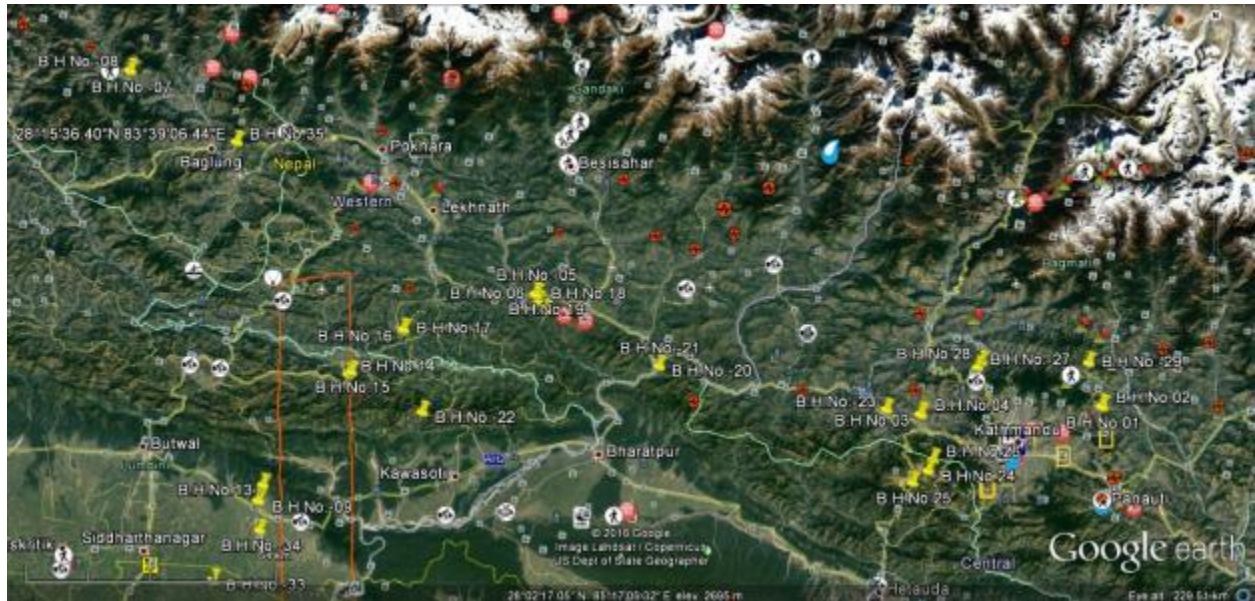 B.H.No.-08
B.H.No.-07
Gandaki
28°15'36.40"N 83°39'06.44"E
B.H.No.35
Baglung
Nepal
Pokhara
Besisahar
Western
Lekhnath
Bagmati
B.H.No.-05
B.H.No.06
B.H.No.18
B.H.No.19
B.H.No.16
B.H.No.-17
B.H.No.-21
B.H.No.14
B.H.No.-20
B.H.No.15
B.H.No.28
B.H.No.-27
B.H.No.-29
B.H.No.-22
B.H.No.-23
B.H.No.03
B.H.No.04
B.H.No.-02
B.H.No.01
Kathmandu
Butwal
Lumbini
Bharatpur
Kawasoti
B.H.No.24
B.H.No.13
B.H.No.-09
Panauti
Siddharthanagar
B.H.No.-34
B.H.No.-33
© 2016 Google
Image Landsat / Copernicus
US Dept of State Geographer
Google earth
Central
Hetauda